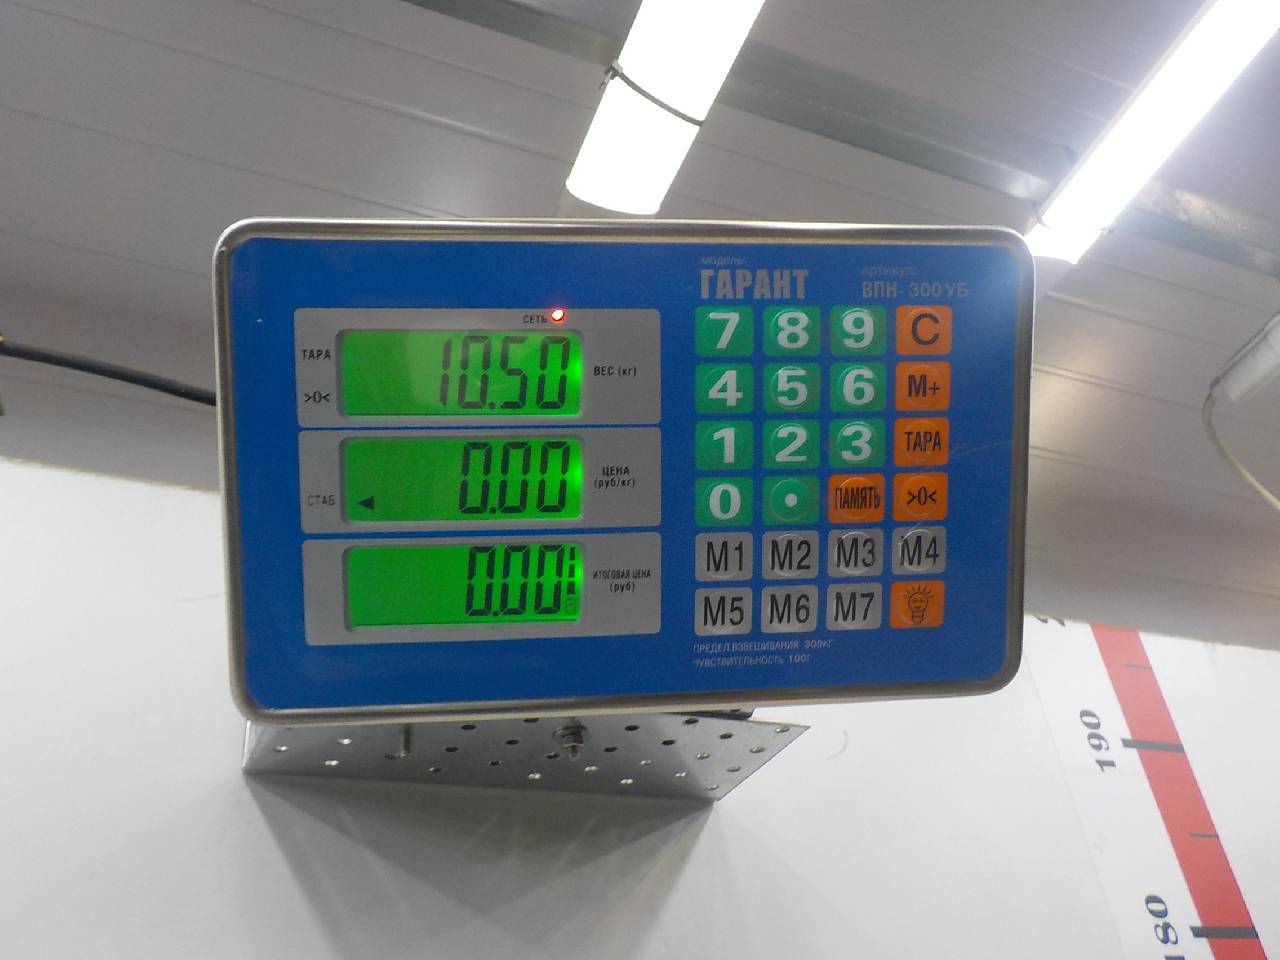 модель:
ГАРАНТ
артикул:
ВПН-300УБ
СЕТЬ
ТАРА
>0<
10.50
ВЕС (кг)
СТАБ
0.00
ЦЕНА
(руб/кг)
0.00
ИТОГОВАЯ ЦЕНА
(руб)
7 8 9 C
4 5 6 M+
1 2 3 ТАРА
0 . ПАМЯТЬ >0<
M1 M2 M3 M4
M5 M6 M7
ПРЕДЕЛ ВЗВЕШИВАНИЯ 300КГ
ЧУВСТВИТЕЛЬНОСТЬ 100Г
190
180